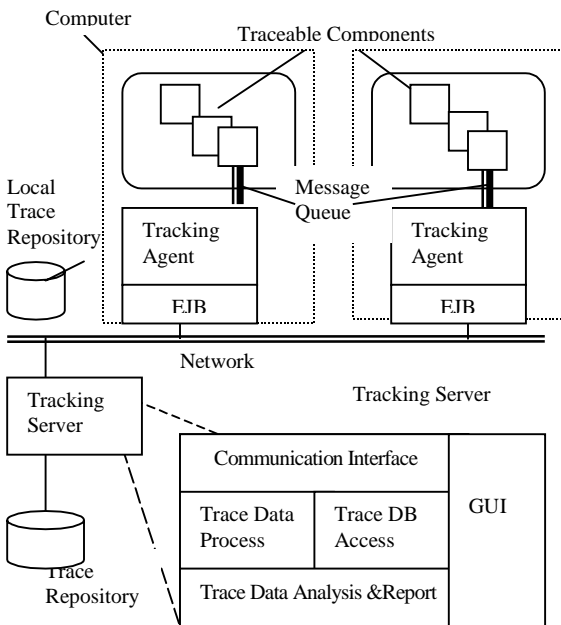 Computer
Traceable Components
Local
Trace
Repository
Message
Queue
Tracking
Agent
Tracking
Agent
EJB
EJB
Network
Tracking
Server
Tracking Server
Communication Interface
GUI
Trace Data
Process
Trace DB
Access
Trace Data Analysis &Report
Trace
Repository